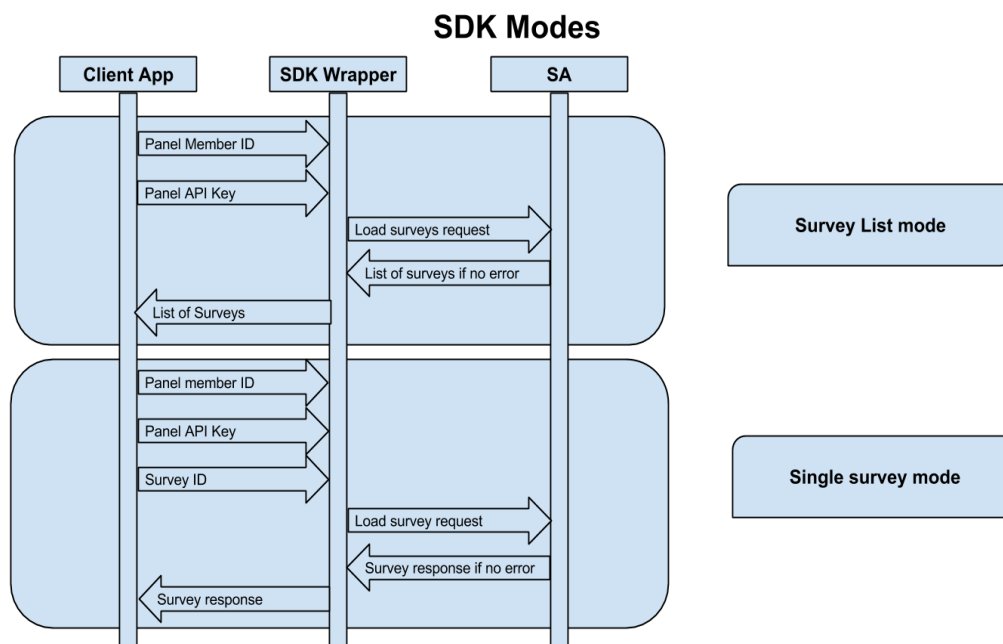 SDK Modes
Client App
SDK Wrapper
SA
Panel Member ID
Panel API Key
Load surveys request
Survey List mode
List of surveys if no error
List of Surveys
Panel member ID
Panel API Key
Survey ID
Single survey mode
Load survey request
Survey response if no error
Survey response